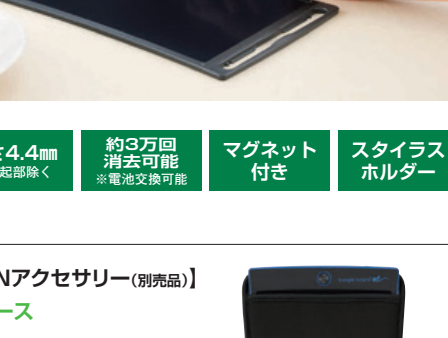 さ4.4㎜
起部除く
約3万回
消去可能
※電池交換可能
マグネット
付き
スタイラス
ホルダー
Nアクセサリー(別売品)】
ース